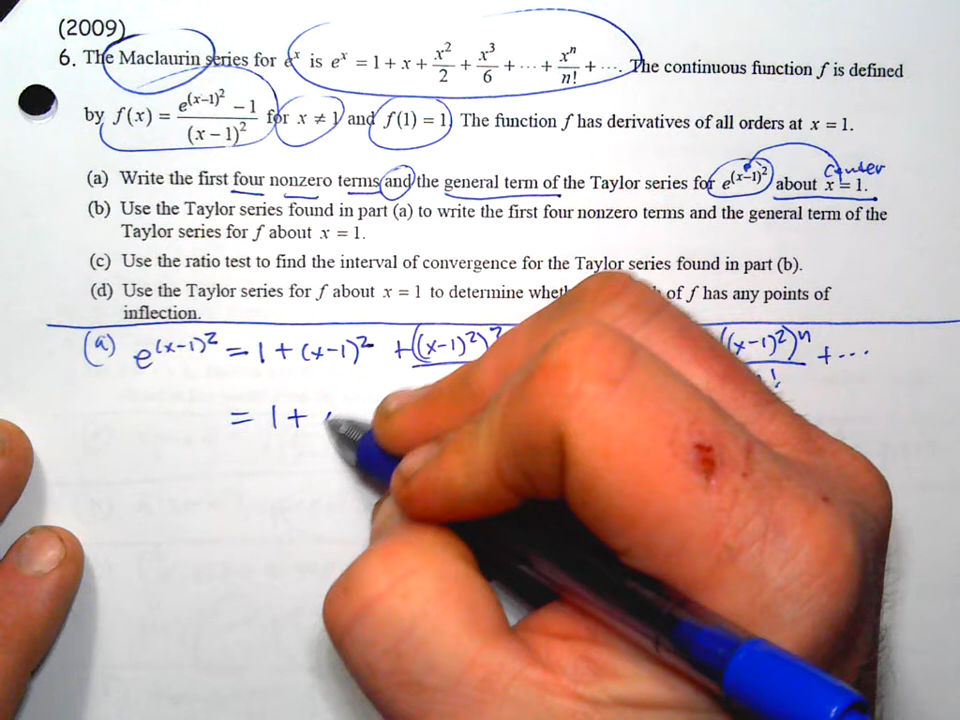 (2009)
6. The Maclaurin series for e^x is e^x = 1 + x + x^2/2 + x^3/6 + ⋯ + x^n/n! + ⋯. The continuous function f is defined
by f(x) = (e^(x−1)^2 − 1)/(x − 1)^2 for x ≠ 1 and f(1) = 1. The function f has derivatives of all orders at x = 1.
center
(a) Write the first four nonzero terms and the general term of the Taylor series for e^(x−1)^2 about x = 1.
(b) Use the Taylor series found in part (a) to write the first four nonzero terms and the general term of the
Taylor series for f about x = 1.
(c) Use the ratio test to find the interval of convergence for the Taylor series found in part (b).
(d) Use the Taylor series for f about x = 1 to determine of f has any points of
inflection.
(a) e^(x-1)^2 = 1 + (x-1)^2 + ((x-1)^2)^2 ((x-1)^2)^n/! + ⋯
= 1 +